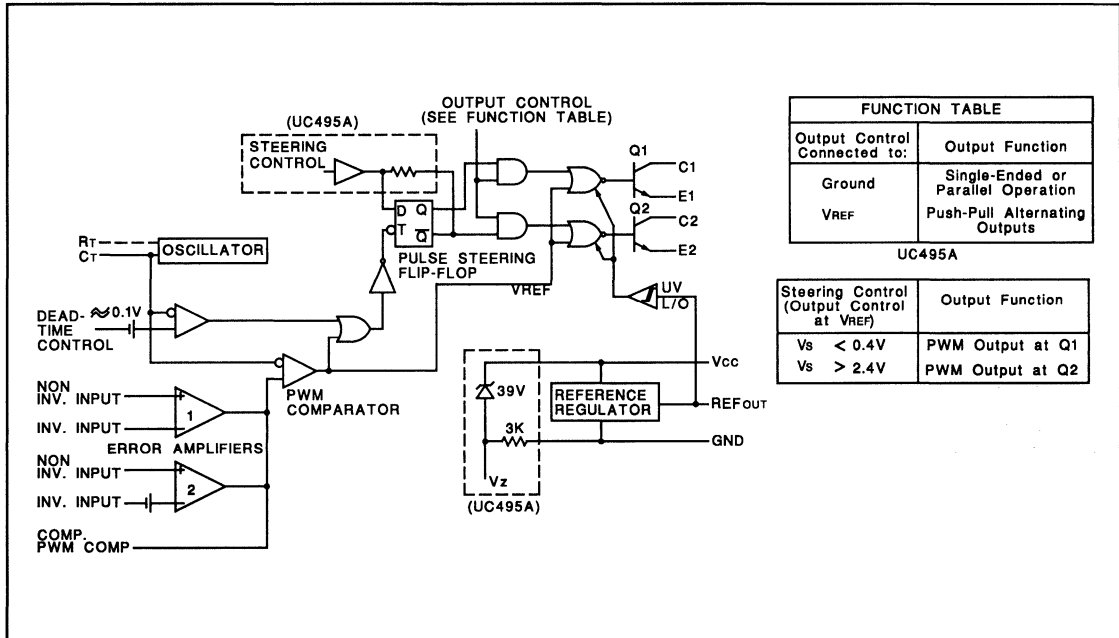 (UC495A)
STEERING
CONTROL
OUTPUT CONTROL
(SEE FUNCTION TABLE)
Q1
C1
E1
Q2
C2
E2
D Q
T Q̅
PULSE STEERING
FLIP-FLOP
VREF
UV
L/O
RT
CT
OSCILLATOR
DEAD-
TIME
CONTROL
≈0.1V
PWM
COMPARATOR
NON
INV. INPUT
+
1
INV. INPUT
−
ERROR AMPLIFIERS
NON
INV. INPUT
+
2
INV. INPUT
−
COMP.
PWM COMP
39V
3K
Vz
(UC495A)
REFERENCE
REGULATOR
Vcc
REFOUT
GND
FUNCTION TABLE
Output Control
Connected to:
Output Function
Ground
Single-Ended or
Parallel Operation
VREF
Push-Pull Alternating
Outputs
UC495A
Steering Control
(Output Control
at VREF)
Output Function
Vs < 0.4V PWM Output at Q1
Vs > 2.4V PWM Output at Q2